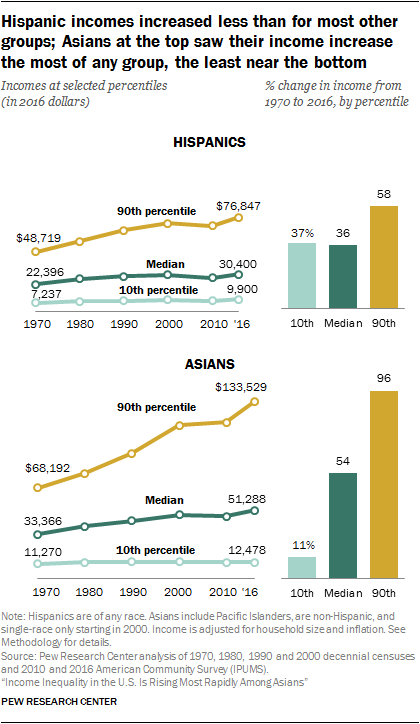 Hispanic incomes increased less than for most other
groups; Asians at the top saw their income increase
the most of any group, the least near the bottom
Incomes at selected percentiles
(in 2016 dollars)
% change in income from
1970 to 2016, by percentile
HISPANICS
$48,719
90th percentile
$76,847
22,396
Median
30,400
7,237
10th percentile
9,900
1970 1980 1990 2000 2010 '16
37%
36
58
10th Median 90th
ASIANS
$68,192
90th percentile
$133,529
33,366
Median
51,288
11,270
10th percentile
12,478
1970 1980 1990 2000 2010 '16
11%
54
96
10th Median 90th
Note: Hispanics are of any race. Asians include Pacific Islanders, are non-Hispanic, and
single-race only starting in 2000. Income is adjusted for household size and inflation. See
Methodology for details.
Source: Pew Research Center analysis of 1970, 1980, 1990 and 2000 decennial censuses
and 2010 and 2016 American Community Survey (IPUMS).
“Income Inequality in the U.S. Is Rising Most Rapidly Among Asians”
PEW RESEARCH CENTER